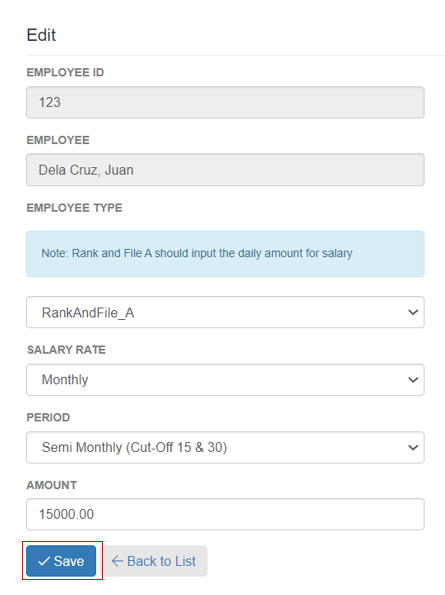 Edit
EMPLOYEE ID
123
EMPLOYEE
Dela Cruz, Juan
EMPLOYEE TYPE
Note: Rank and File A should input the daily amount for salary
RankAndFile_A
SALARY RATE
Monthly
PERIOD
Semi Monthly (Cut-Off 15 & 30)
AMOUNT
15000.00
Save Back to List